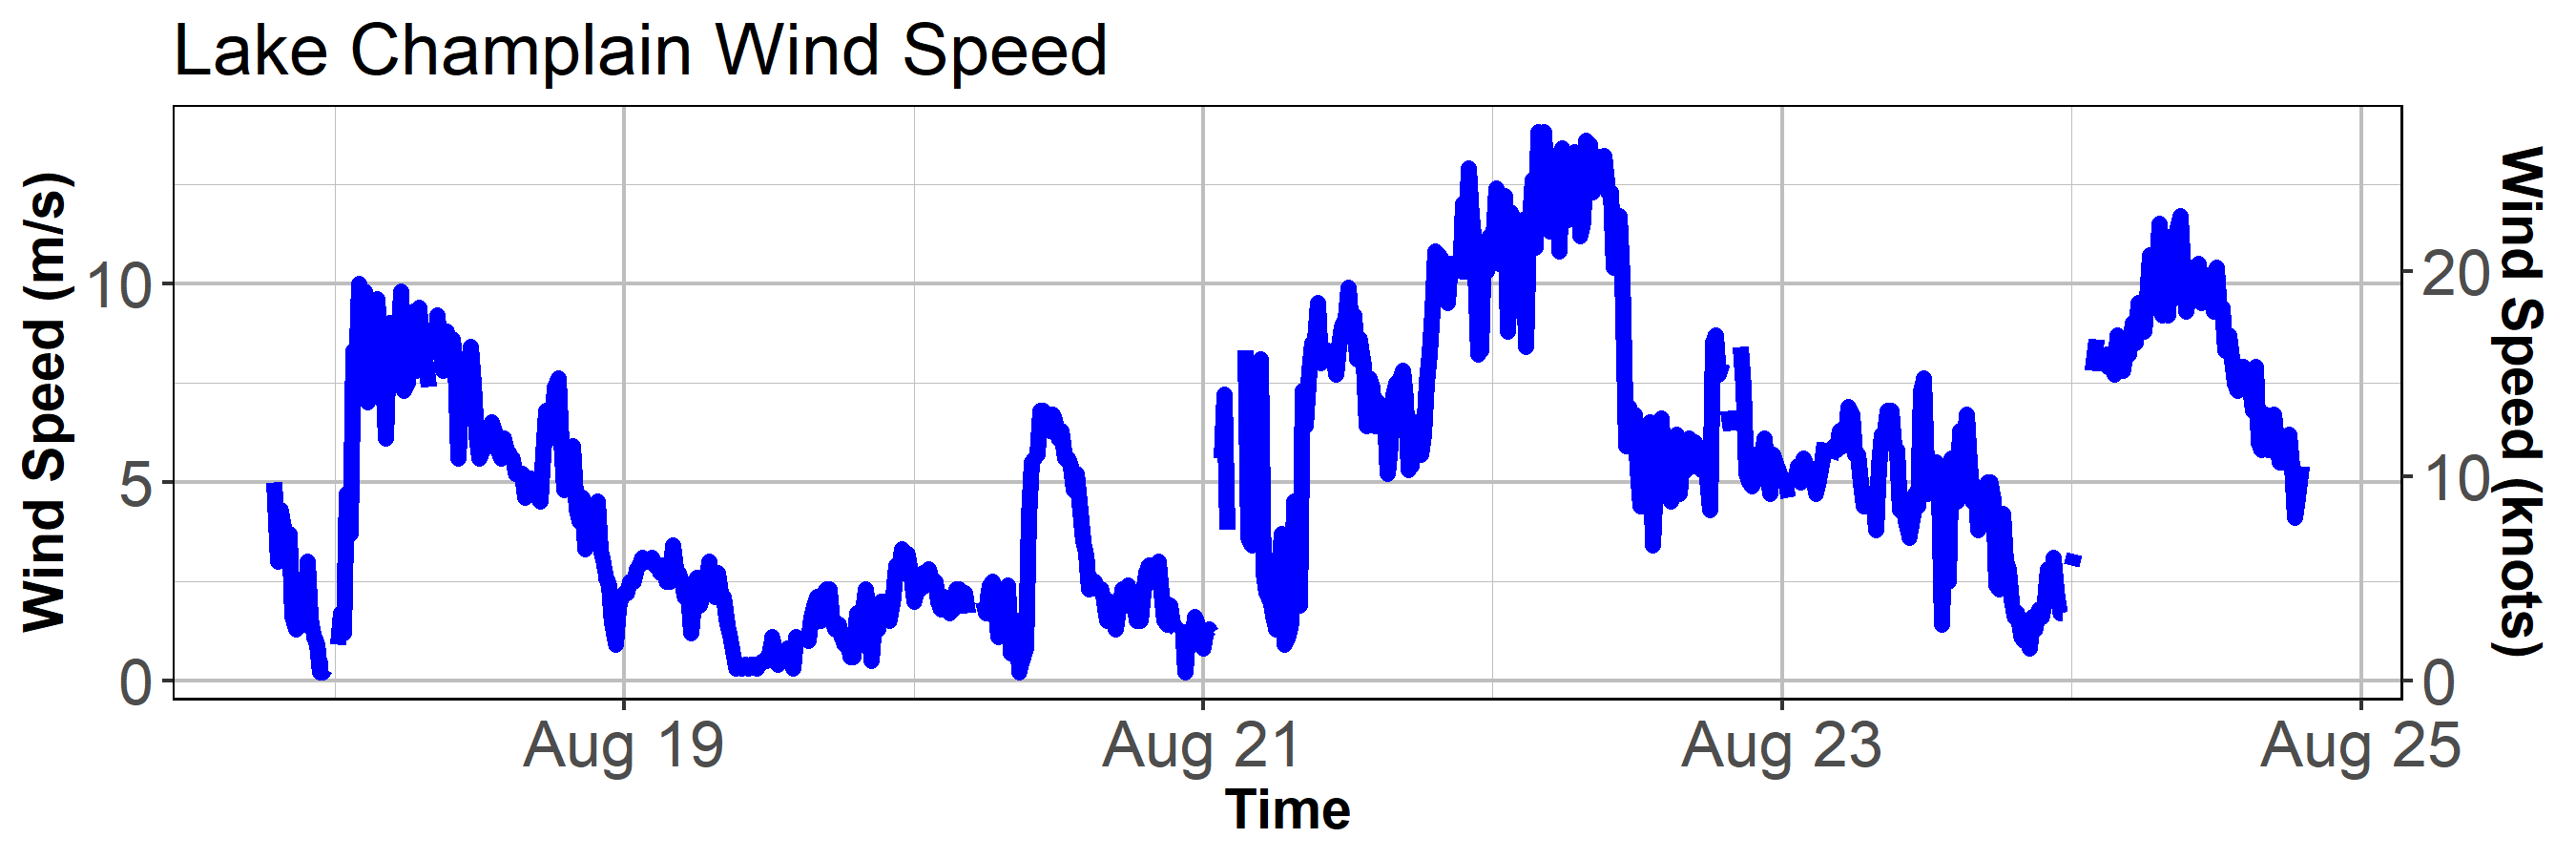 Lake Champlain Wind Speed
Wind Speed (m/s)
10
5
0
20
10
0
Wind Speed (knots)
Aug 19
Aug 21
Aug 23
Aug 25
Time